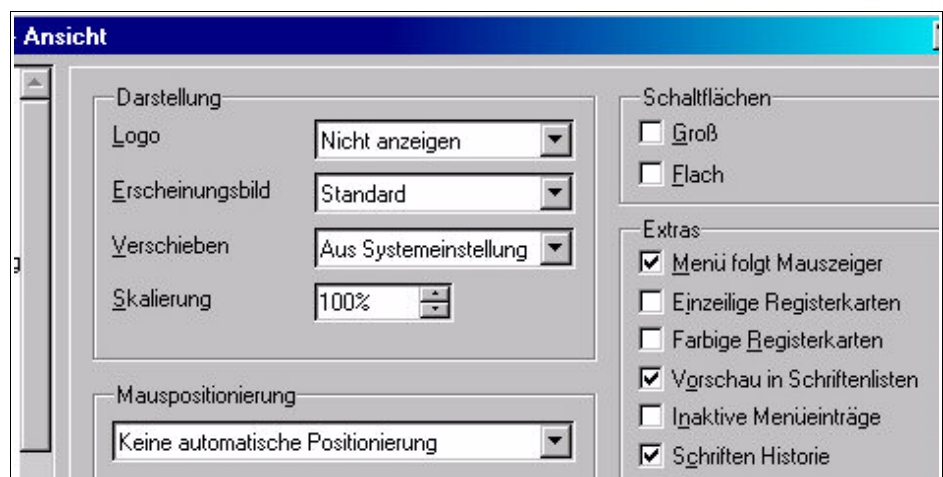 Ansicht
Darstellung
Logo
Nicht anzeigen
Erscheinungsbild
Standard
Verschieben
Aus Systemeinstellung
Skalierung
100%
Mauspositionierung
Keine automatische Positionierung
Schaltflächen
Groß
Flach
Extras
Menü folgt Mauszeiger
Einzeilige Registerkarten
Farbige Registerkarten
Vorschau in Schriftenlisten
Inaktive Menüeinträge
Schriften Historie